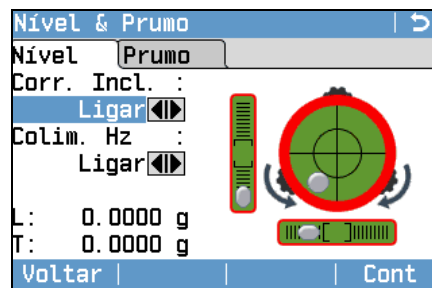 Nível & Prumo
Nível Prumo
Corr. Incl. :
Ligar
Colim. Hz :
Ligar
L: 0.0000 g
T: 0.0000 g
Voltar Cont